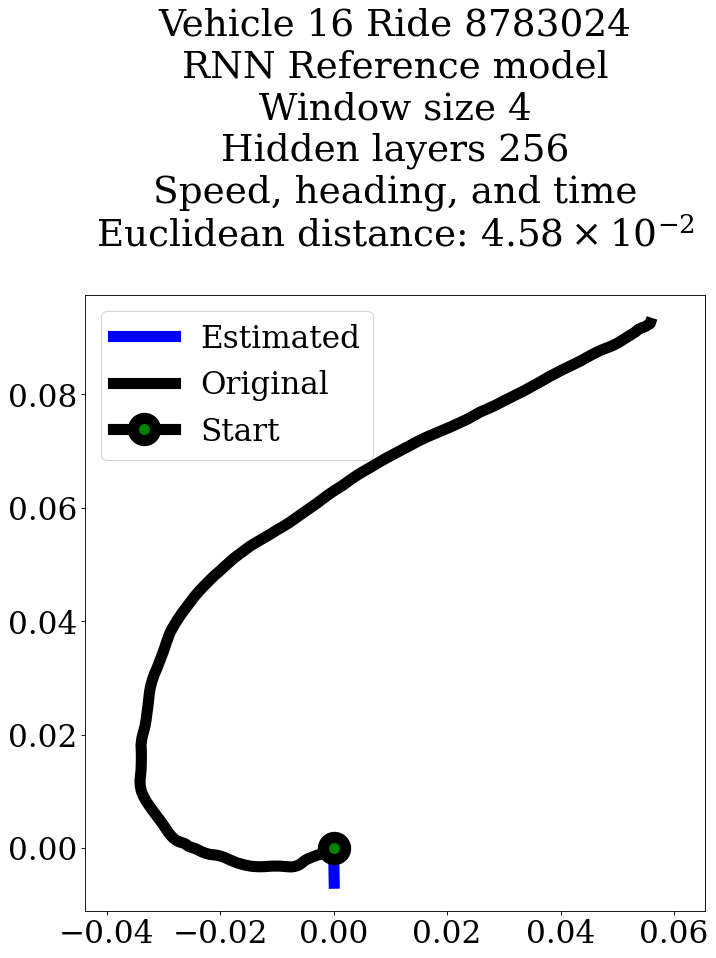 Vehicle 16 Ride 8783024
RNN Reference model
Window size 4
Hidden layers 256
Speed, heading, and time
Euclidean distance: 4.58 × 10⁻²
Estimated
Original
Start
0.08
0.06
0.04
0.02
0.00
−0.04 −0.02 0.00 0.02 0.04 0.06